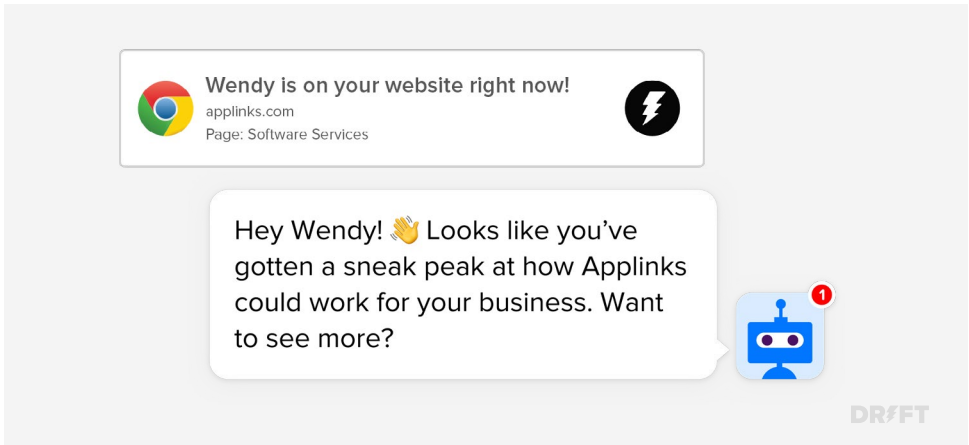 Wendy is on your website right now!
applinks.com
Page: Software Services
Hey Wendy! 👋 Looks like you’ve
gotten a sneak peak at how Applinks
could work for your business. Want
to see more?
1
DRIFT